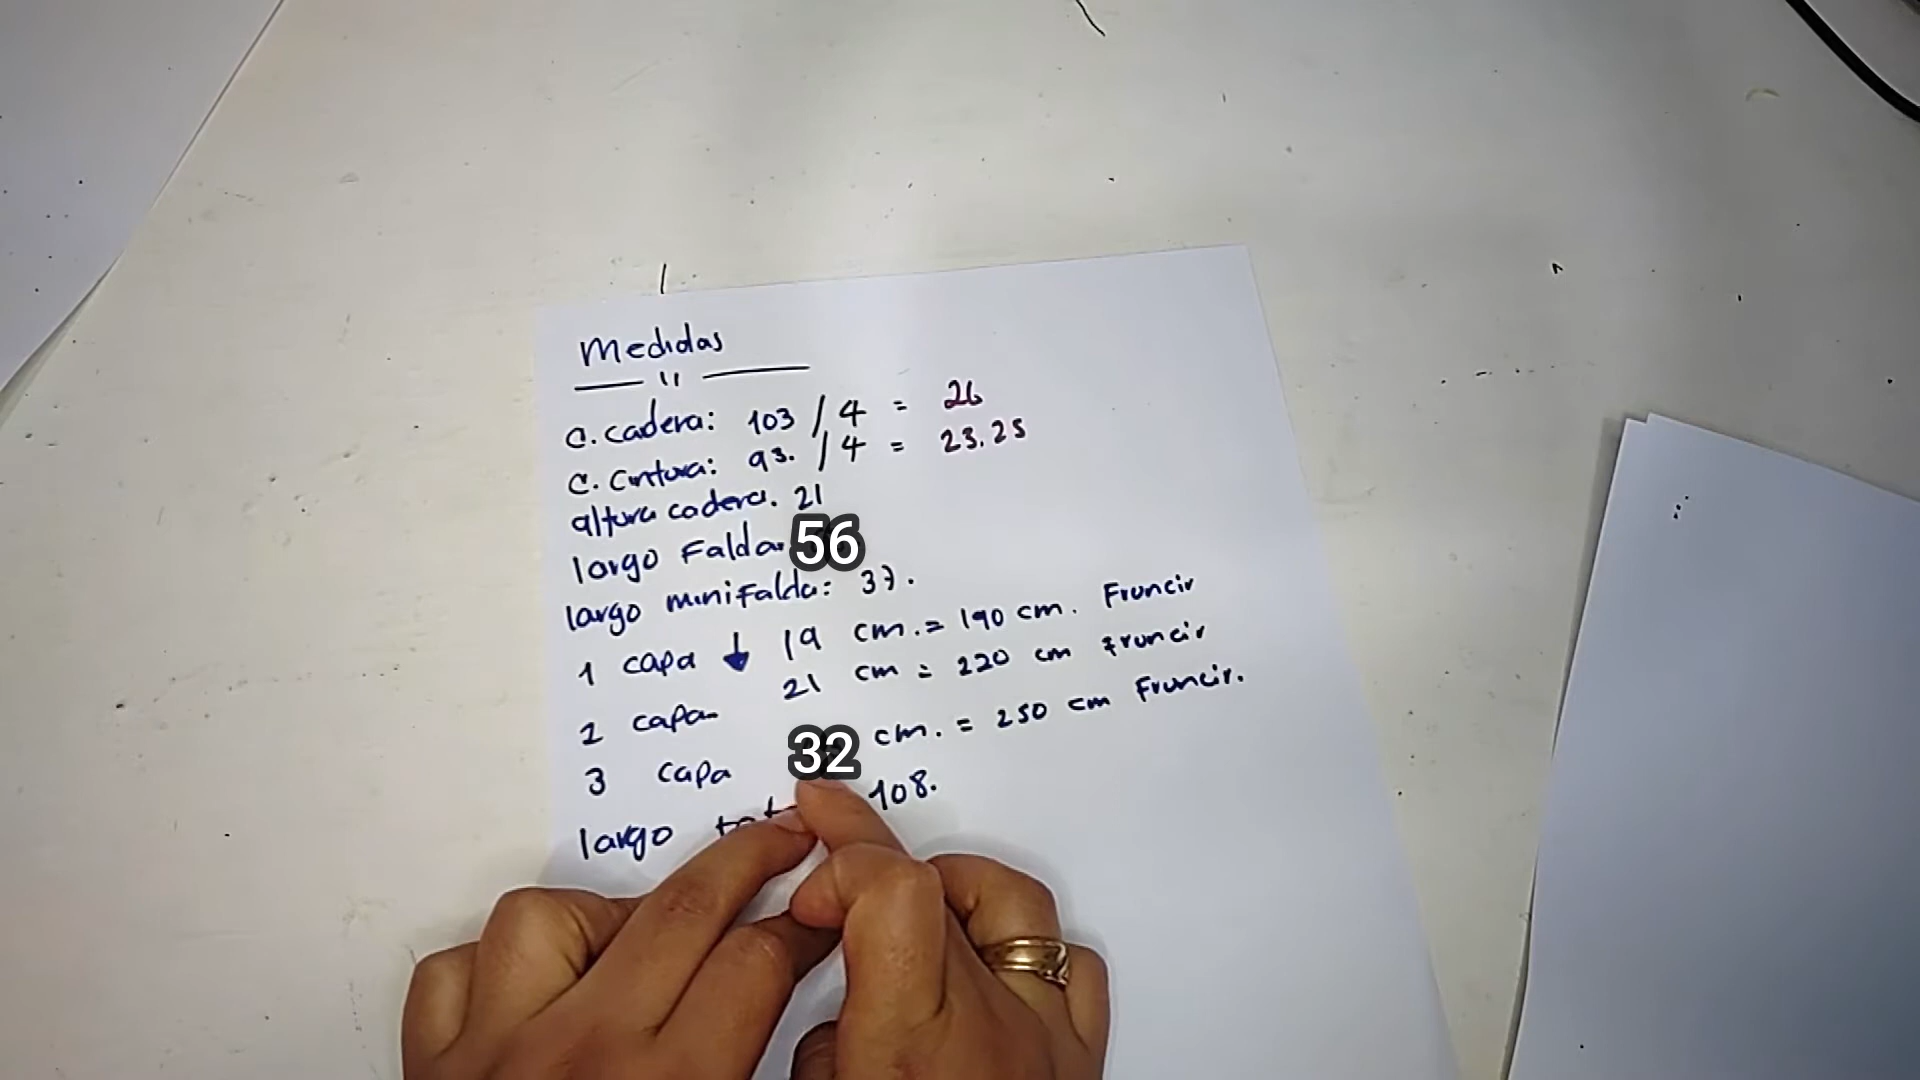 Medidas
C. cadera: 103 / 4 = 26
C. Cintura: 93. / 4 = 23.25
altura cadera. 21
largo Falda 56
largo miniFalda: 37.
1 capa ↓ 19 cm. = 190 cm. Fruncir
2 capa 21 cm = 220 cm fruncir
3 capa 32 cm. = 250 cm Fruncir.
largo 108.